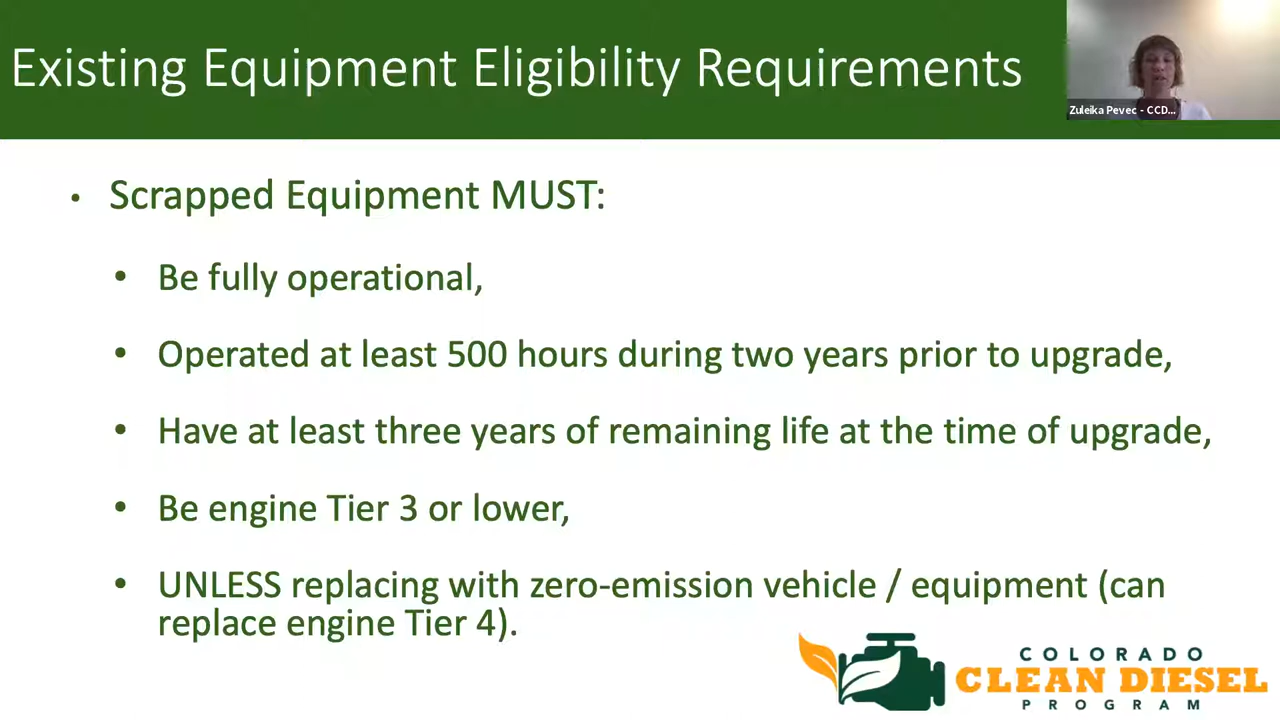 Existing Equipment Eligibility Requirements
Zuleika Pevec - CCD...
• Scrapped Equipment MUST:
• Be fully operational,
• Operated at least 500 hours during two years prior to upgrade,
• Have at least three years of remaining life at the time of upgrade,
• Be engine Tier 3 or lower,
• UNLESS replacing with zero-emission vehicle / equipment (can
replace engine Tier 4).
COLORADO
CLEAN DIESEL
PROGRAM